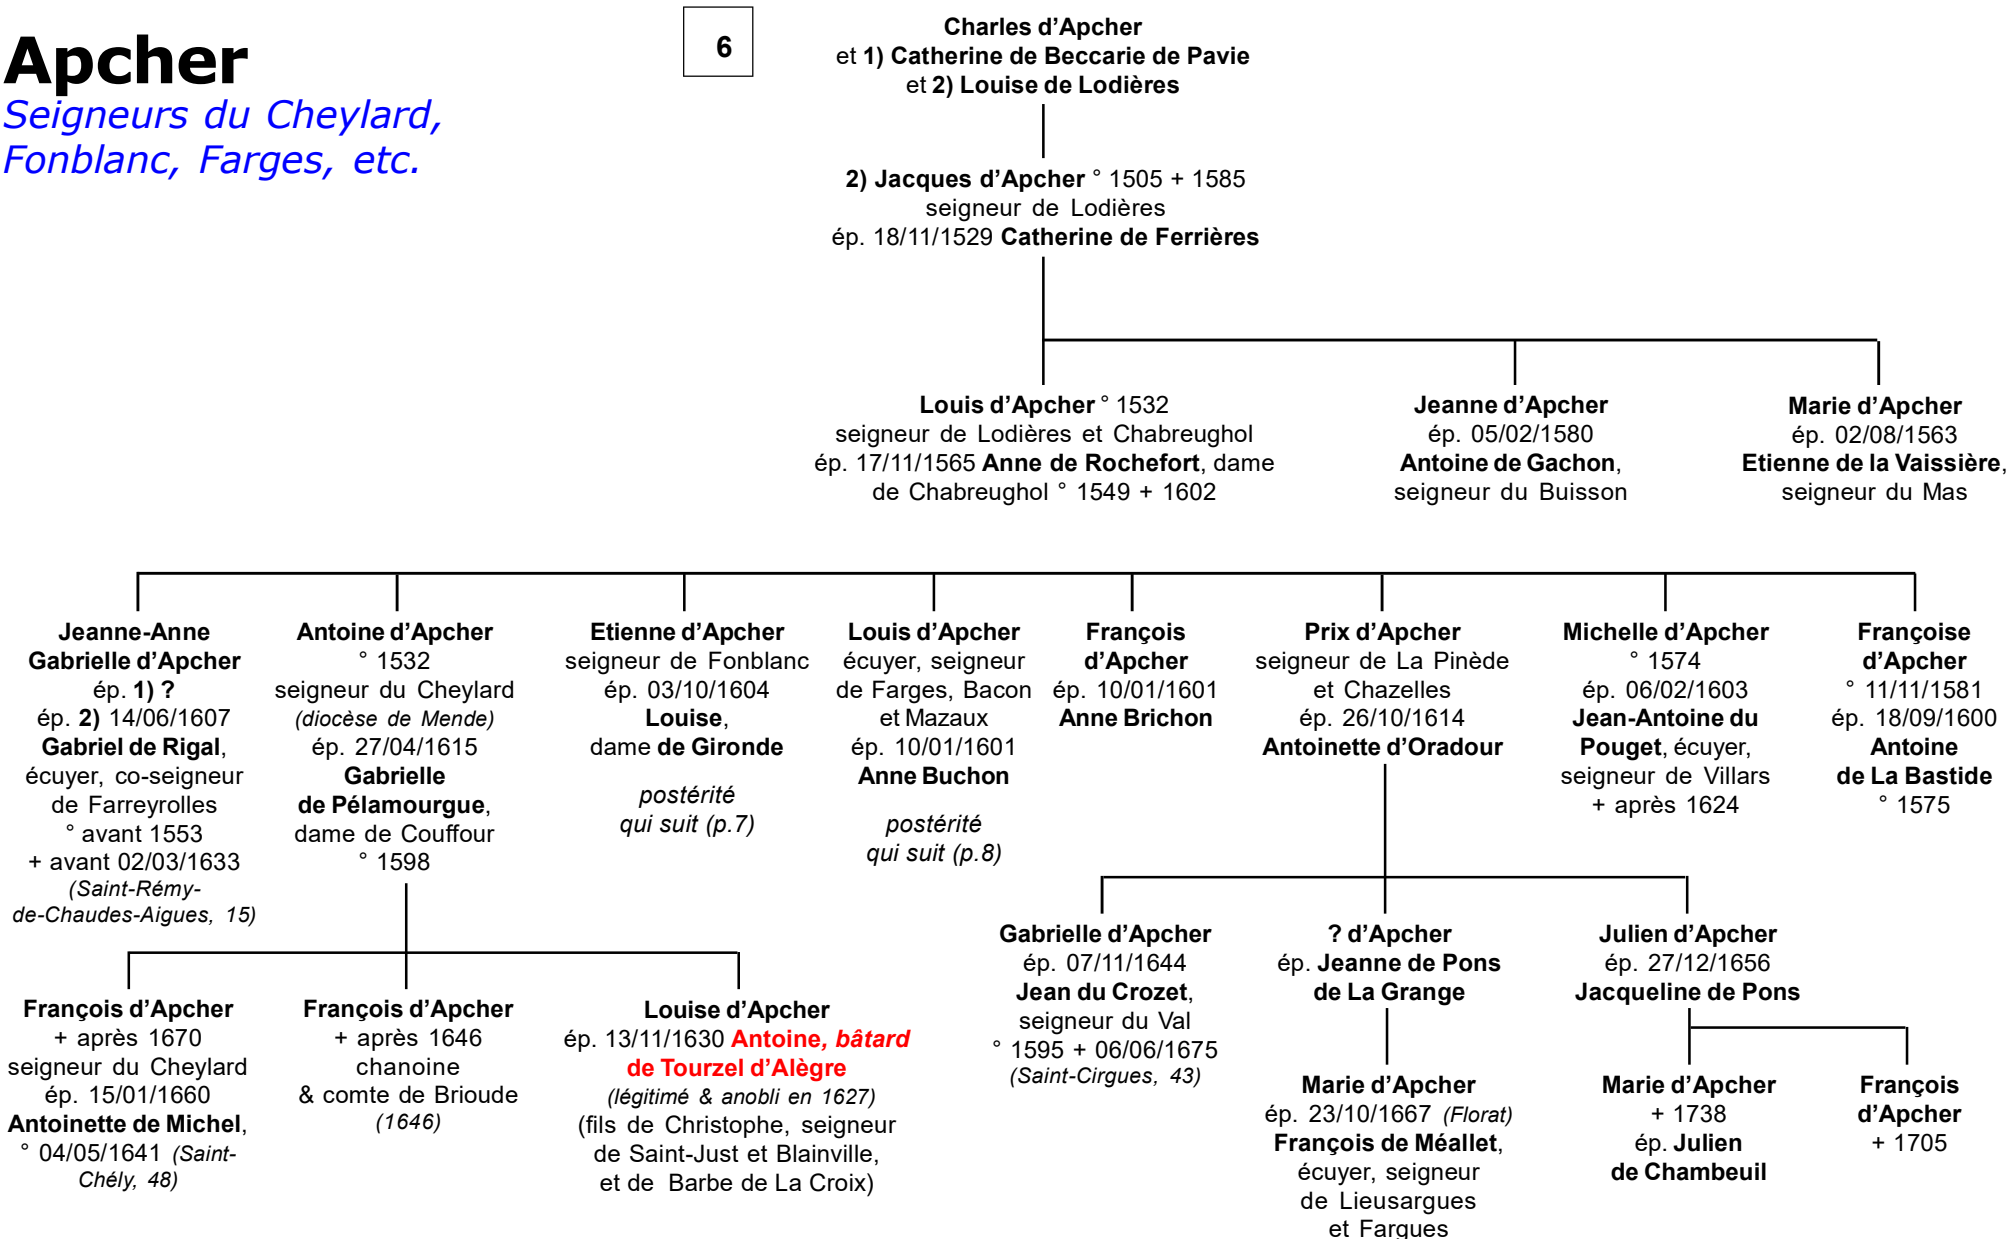 Apcher
Seigneurs du Cheylard,
Fonblanc, Farges, etc.
6
Charles d’Apcher
et 1) Catherine de Beccarie de Pavie
et 2) Louise de Lodières
2) Jacques d’Apcher ° 1505 + 1585
seigneur de Lodières
ép. 18/11/1529 Catherine de Ferrières
Louis d’Apcher ° 1532
seigneur de Lodières et Chabreughol
ép. 17/11/1565 Anne de Rochefort, dame
de Chabreughol ° 1549 + 1602
Jeanne d’Apcher
ép. 05/02/1580
Antoine de Gachon,
seigneur du Buisson
Marie d’Apcher
ép. 02/08/1563
Etienne de la Vaissière,
seigneur du Mas
Jeanne-Anne
Gabrielle d’Apcher
ép. 1) ?
ép. 2) 14/06/1607
Gabriel de Rigal,
écuyer, co-seigneur
de Farreyrolles
° avant 1553
+ avant 02/03/1633
(Saint-Rémy-
de-Chaudes-Aigues, 15)
Antoine d’Apcher
° 1532
seigneur du Cheylard
(diocèse de Mende)
ép. 27/04/1615
Gabrielle
de Pélamourgue,
dame de Couffour
° 1598
Etienne d’Apcher
seigneur de Fonblanc
ép. 03/10/1604
Louise,
dame de Gironde
postérité
qui suit (p.7)
Louis d’Apcher
écuyer, seigneur
de Farges, Bacon
et Mazaux
ép. 10/01/1601
Anne Buchon
postérité
qui suit (p.8)
François
d’Apcher
ép. 10/01/1601
Anne Brichon
Prix d’Apcher
seigneur de La Pinède
et Chazelles
ép. 26/10/1614
Antoinette d’Oradour
Michelle d’Apcher
° 1574
ép. 06/02/1603
Jean-Antoine du
Pouget, écuyer,
seigneur de Villars
+ après 1624
Françoise
d’Apcher
° 11/11/1581
ép. 18/09/1600
Antoine
de La Bastide
° 1575
François d’Apcher
+ après 1670
seigneur du Cheylard
ép. 15/01/1660
Antoinette de Michel,
° 04/05/1641 (Saint-
Chély, 48)
François d’Apcher
+ après 1646
chanoine
& comte de Brioude
(1646)
Louise d’Apcher
ép. 13/11/1630 Antoine, bâtard
de Tourzel d’Alègre
(légitimé & anobli en 1627)
(fils de Christophe, seigneur
de Saint-Just et Blainville,
et de Barbe de La Croix)
Gabrielle d’Apcher
ép. 07/11/1644
Jean du Crozet,
seigneur du Val
° 1595 + 06/06/1675
(Saint-Cirgues, 43)
? d’Apcher
ép. Jeanne de Pons
de La Grange
Julien d’Apcher
ép. 27/12/1656
Jacqueline de Pons
Marie d’Apcher
ép. 23/10/1667 (Florat)
François de Méallet,
écuyer, seigneur
de Lieusargues
et Fargues
Marie d’Apcher
+ 1738
ép. Julien
de Chambeuil
François
d’Apcher
+ 1705